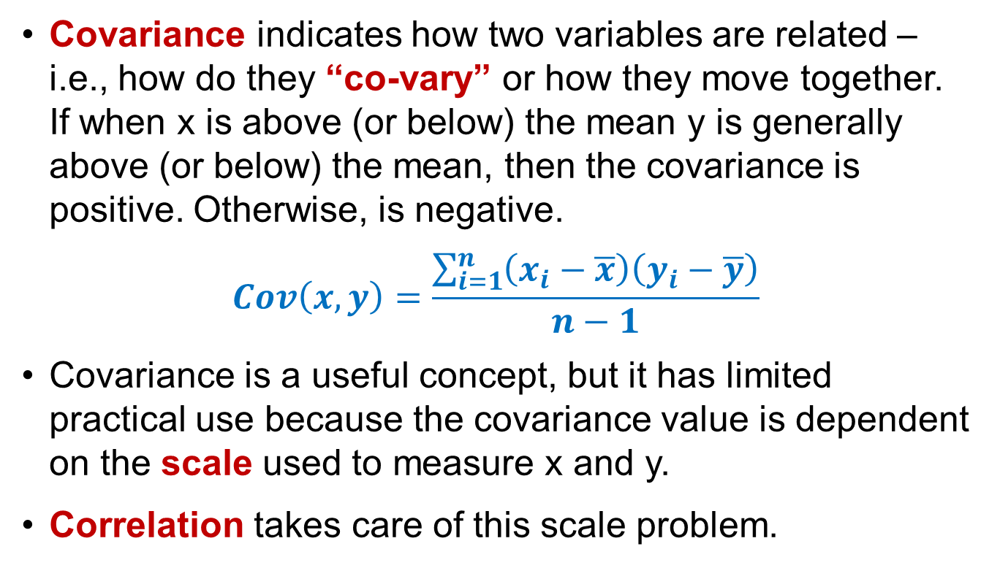 • Covariance indicates how two variables are related –
i.e., how do they “co-vary” or how they move together.
If when x is above (or below) the mean y is generally
above (or below) the mean, then the covariance is
positive. Otherwise, is negative.
Cov(x, y) = \frac{\sum_{i=1}^{n}(x_i − \overline{x})(y_i − \overline{y})}{n − 1}
• Covariance is a useful concept, but it has limited
practical use because the covariance value is dependent
on the scale used to measure x and y.
• Correlation takes care of this scale problem.